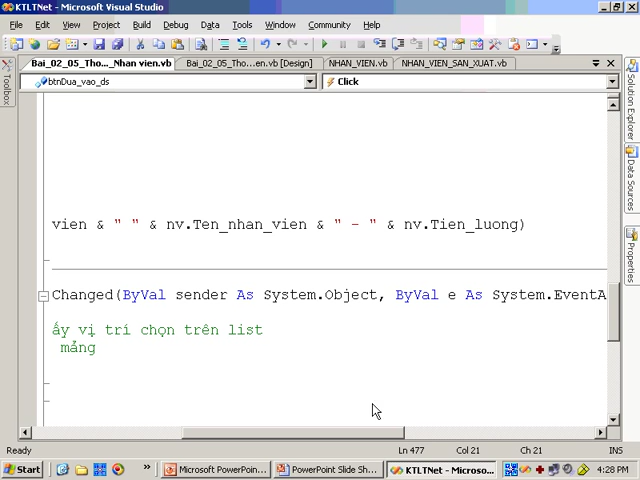 KTLTNet - Microsoft Visual Studio
File Edit View Project Build Debug Data Tools Window Community Help
Bai_02_05_Tho..._Nhan vien.vb Bai_02_05_Tho...en.vb [Design] NHAN_VIEN.vb NHAN_VIEN_SAN_XUAT.vb
btnDua_vao_ds Click
Toolbox
Solution Explorer
Data Sources
Properties
vien & " " & nv.Ten_nhan_vien & " - " & nv.Tien_luong)
Changed(ByVal sender As System.Object, ByVal e As System.EventA
ấy vị trí chọn trên list
mảng
Ready Ln 477 Col 21 Ch 21 INS
Start Microsoft PowerPoin... PowerPoint Slide Sh... KTLTNet - Microso... 4:28 PM